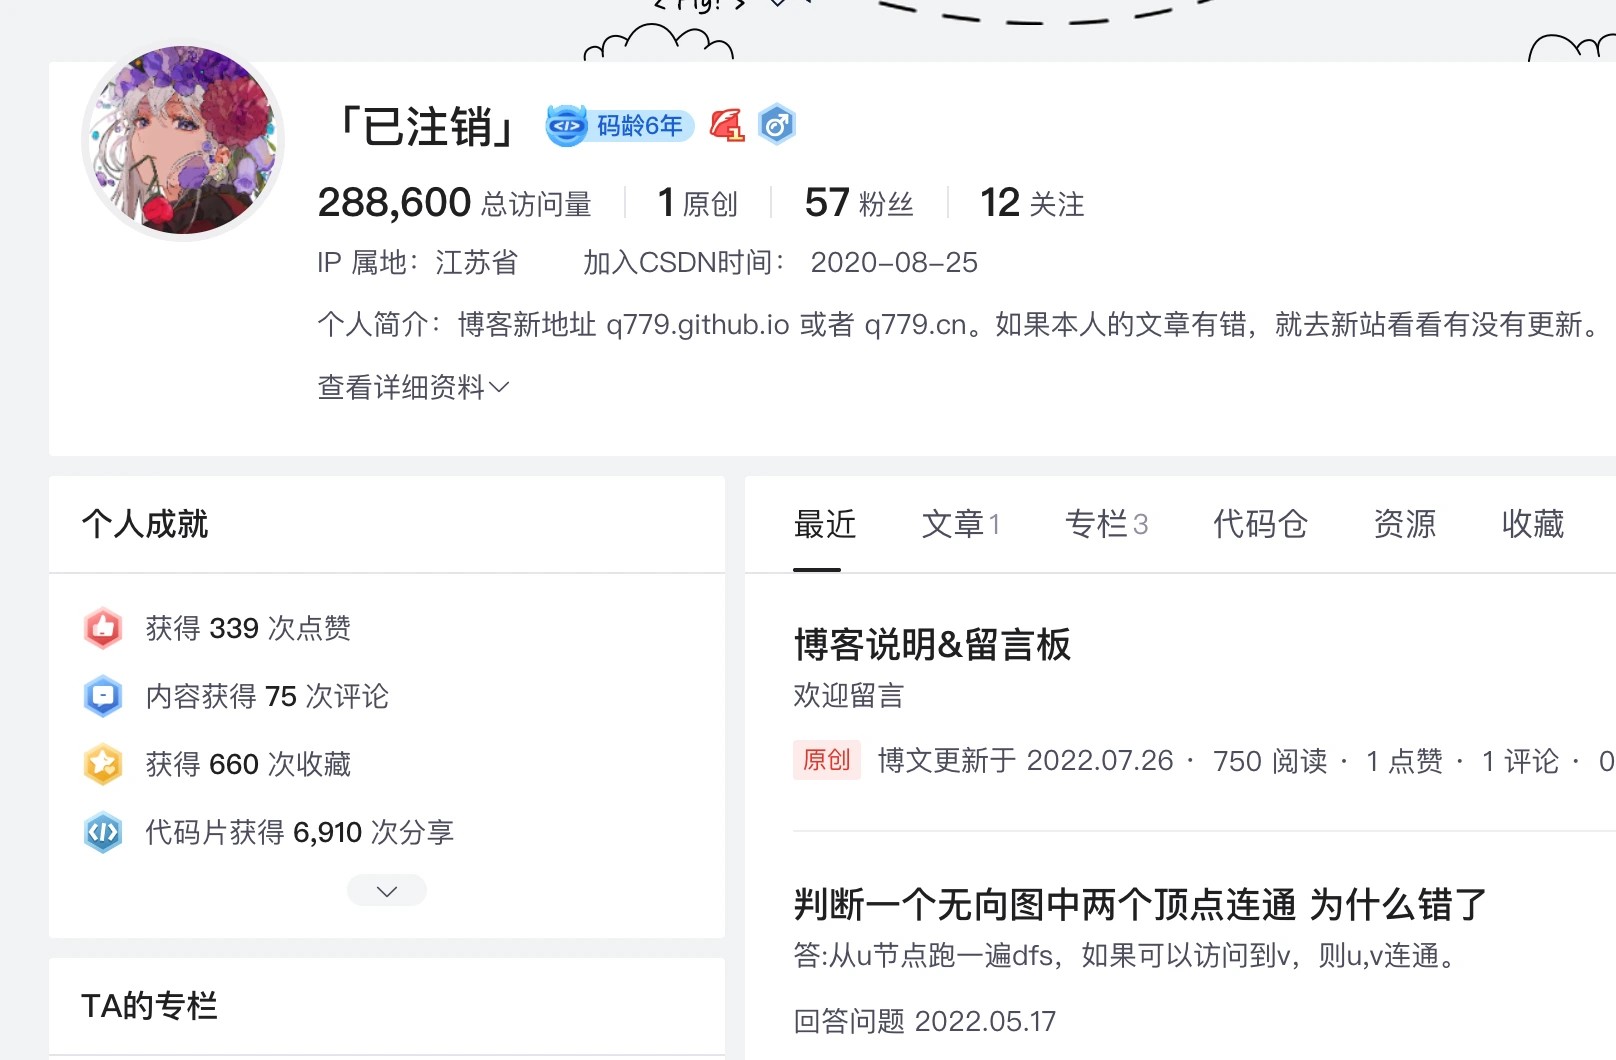 < Fly! >
「已注销」 码龄6年 1
288,600 总访问量 1 原创 57 粉丝 12 关注
IP 属地：江苏省 加入CSDN时间： 2020-08-25
个人简介：博客新地址 q779.github.io 或者 q779.cn。如果本人的文章有错，就去新站看看有没有更新。
查看详细资料
个人成就
获得 339 次点赞
内容获得 75 次评论
获得 660 次收藏
代码片获得 6,910 次分享
TA的专栏
最近 文章 1 专栏 3 代码仓 资源 收藏
博客说明&留言板
欢迎留言
原创 博文更新于 2022.07.26 · 750 阅读 · 1 点赞 · 1 评论 · 0
判断一个无向图中两个顶点连通 为什么错了
答:从u节点跑一遍dfs，如果可以访问到v，则u,v连通。
回答问题 2022.05.17